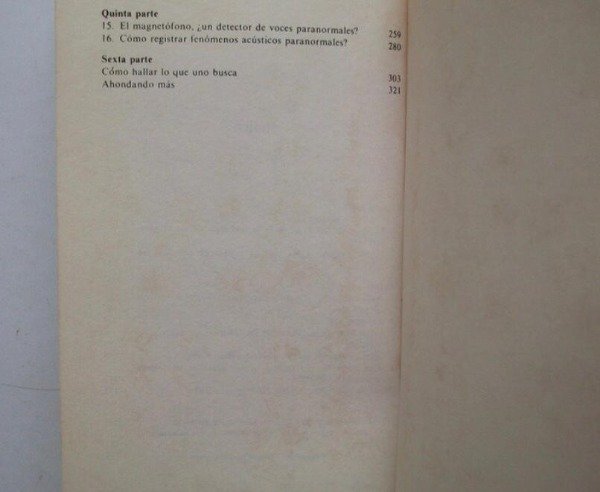 Quinta parte
15. El magnetófono, ¿un detector de voces paranormales? 259
16. Cómo registrar fenómenos acústicos paranormales? 280
Sexta parte
Cómo hallar lo que uno busca 303
Ahondando más 321